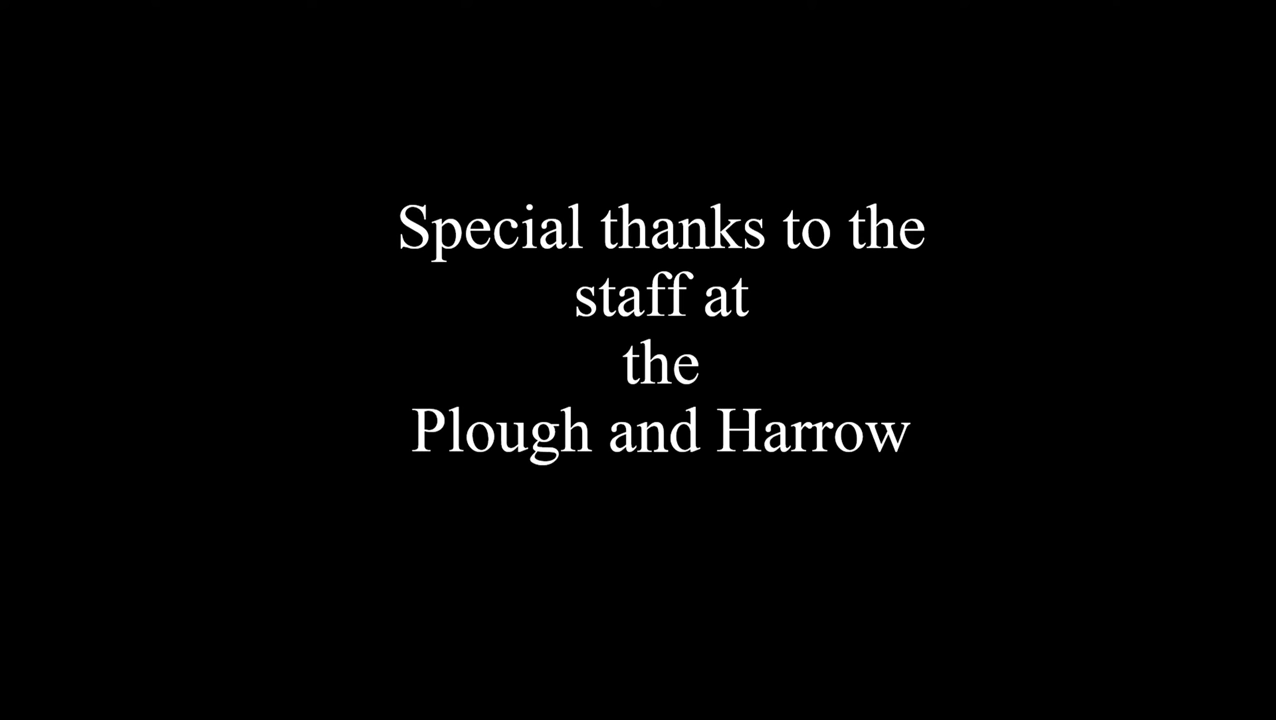 Special thanks to the
staff at
the
Plough and Harrow